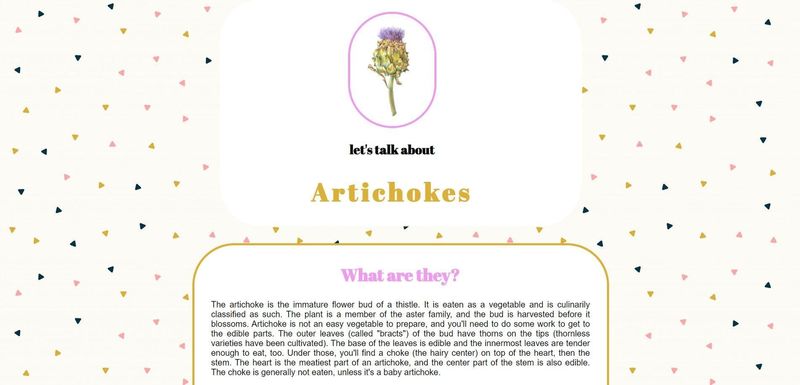 let's talk about
Artichokes
What are they?
The artichoke is the immature flower bud of a thistle. It is eaten as a vegetable and is culinarily
classified as such. The plant is a member of the aster family, and the bud is harvested before it
blossoms. Artichoke is not an easy vegetable to prepare, and you'll need to do some work to get to
the edible parts. The outer leaves (called "bracts") of the bud have thorns on the tips (thornless
varieties have been cultivated). The base of the leaves is edible and the innermost leaves are tender
enough to eat, too. Under those, you'll find a choke (the hairy center) on top of the heart, then the
stem. The heart is the meatiest part of an artichoke, and the center part of the stem is also edible.
The choke is generally not eaten, unless it's a baby artichoke.